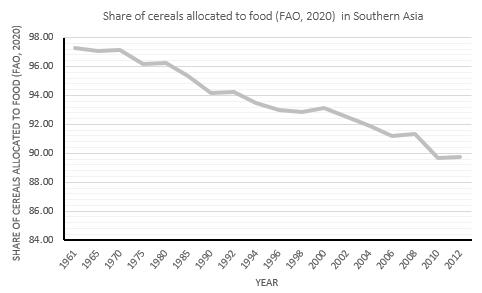 Share of cereals allocated to food (FAO, 2020)  in Southern Asia
SHARE OF CEREALS ALLOCATED TO FOOD (FAO, 2020)
98.00
96.00
94.00
92.00
90.00
88.00
86.00
84.00
1961 1965 1970 1975 1980 1985 1990 1992 1994 1996 1998 2000 2002 2004 2006 2008 2010 2012
YEAR